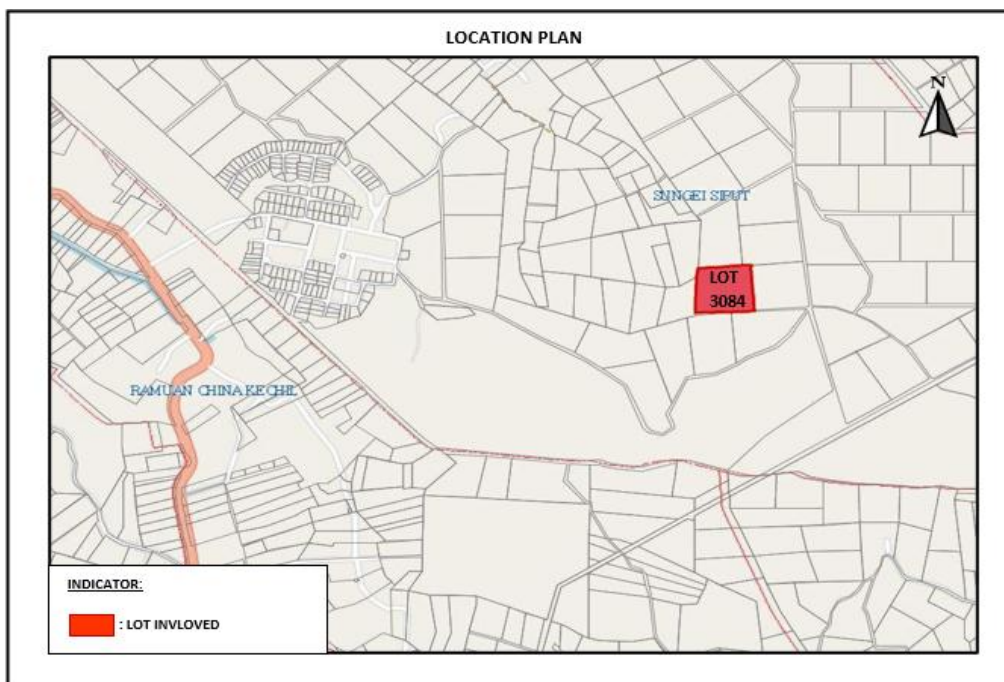 LOCATION PLAN
N
SUNGEI SIPUT
LOT
3084
RAMUAN CHINA KECHIL
INDICATOR:
: LOT INVLOVED